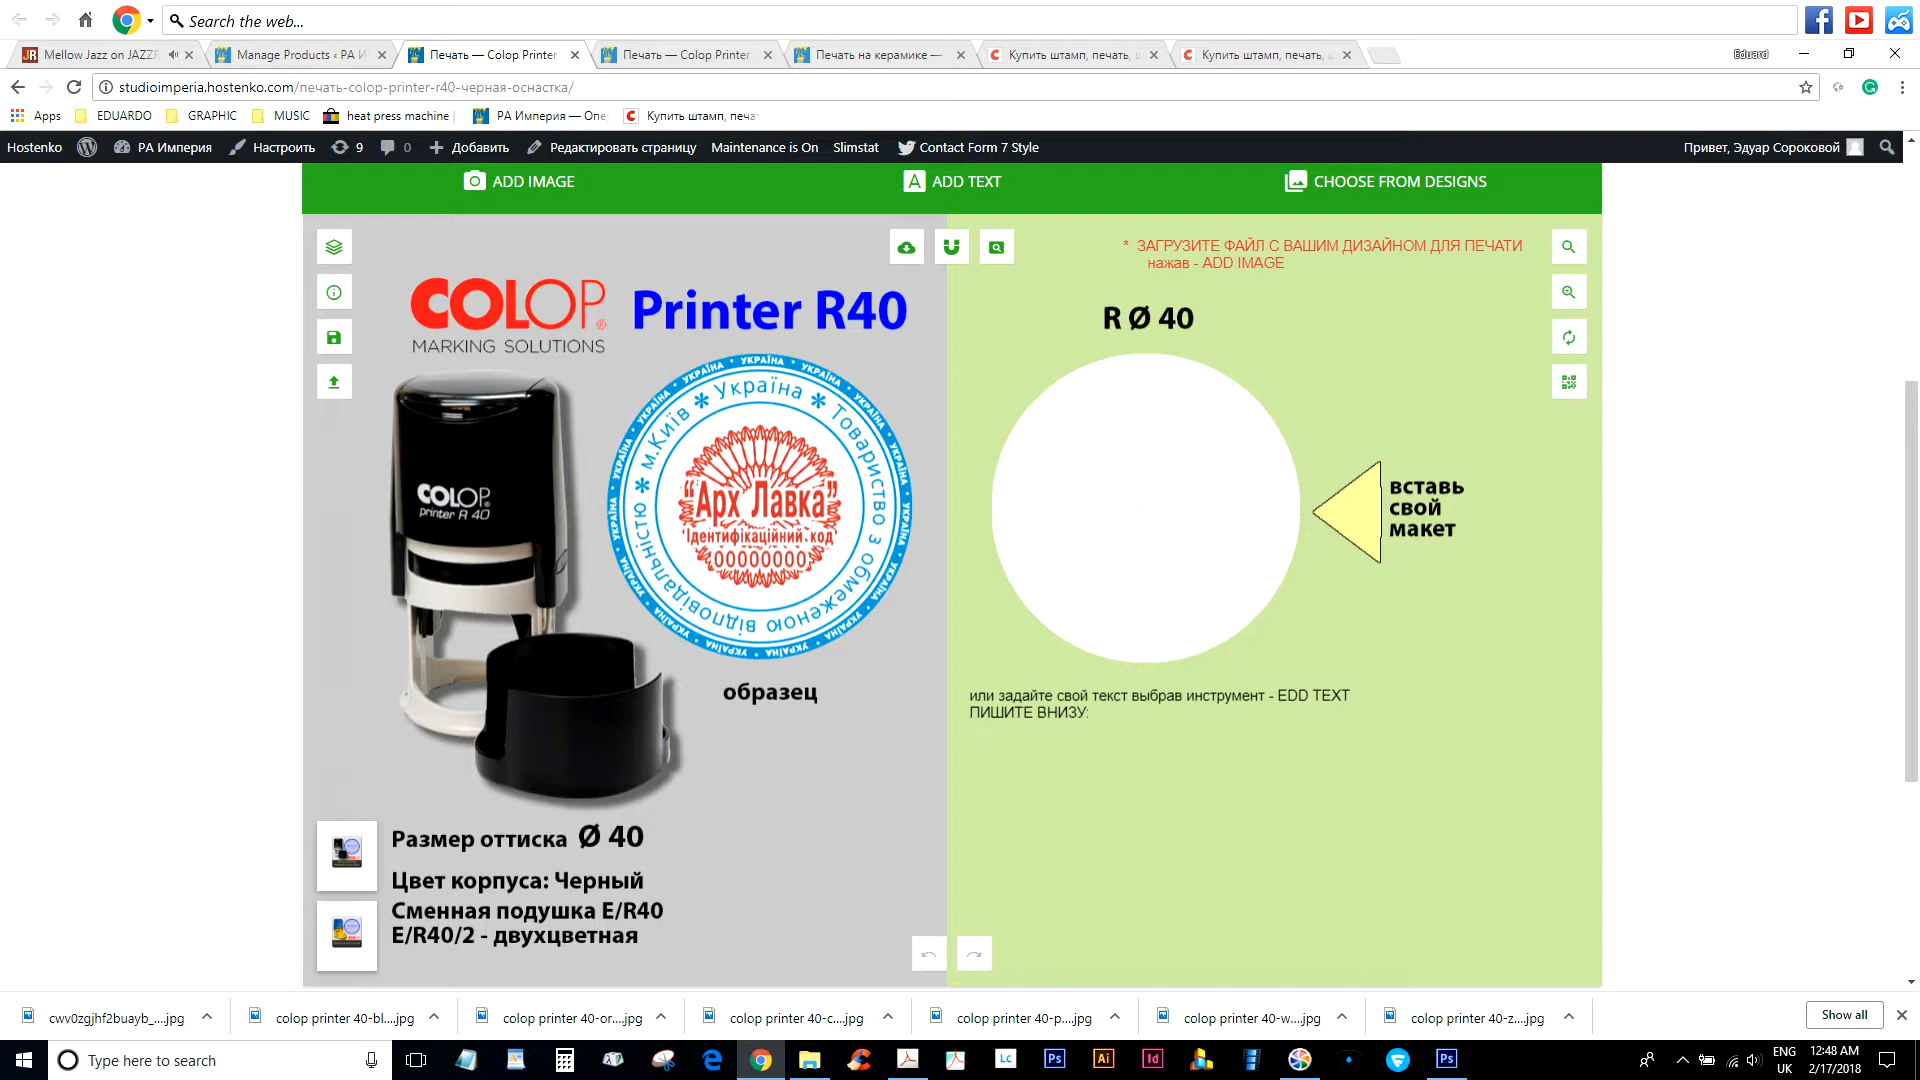 Search the web...
Mellow Jazz on JAZZR
Manage Products ‹ РА И
Печать — Colop Printer
Печать — Colop Printer
Печать на керамике —
Купить штамп, печать, ш
Купить штамп, печать, ш
Eduard
studioimperia.hostenko.com/печать-colop-printer-r40-черная-оснастка/
Apps
EDUARDO
GRAPHIC
MUSIC
heat press machine |
РА Империя — Опе
Купить штамп, печат
Hostenko
РА Империя
Настроить
9
0
Добавить
Редактировать страницу
Maintenance is On
Slimstat
Contact Form 7 Style
Привет, Эдуар Сороковой
ADD IMAGE
ADD TEXT
CHOOSE FROM DESIGNS
* ЗАГРУЗИТЕ ФАЙЛ С ВАШИМ ДИЗАЙНОМ ДЛЯ ПЕЧАТИ
нажав - ADD IMAGE
COLOP
MARKING SOLUTIONS
Printer R40
R Ø 40
COLOP
printer R 40
УКРАЇНА • УКРАЇНА • УКРАЇНА • УКРАЇНА
м.Київ * Україна * Товариство з обмеженою відповідальністю *
"Арх Лавка"
Ідентифікаційний код
00000000
вставь
свой
макет
образец
или задайте свой текст выбрав инструмент - EDD TEXT
ПИШИТЕ ВНИЗУ:
Размер оттиска Ø 40
Цвет корпуса: Черный
Сменная подушка E/R40
E/R40/2 - двухцветная
cwv0zgjhf2buayb_....jpg
colop printer 40-bl....jpg
colop printer 40-or....jpg
colop printer 40-c....jpg
colop printer 40-p....jpg
colop printer 40-w....jpg
colop printer 40-z....jpg
Show all
Type here to search
ENG
UK
12:48 AM
2/17/2018